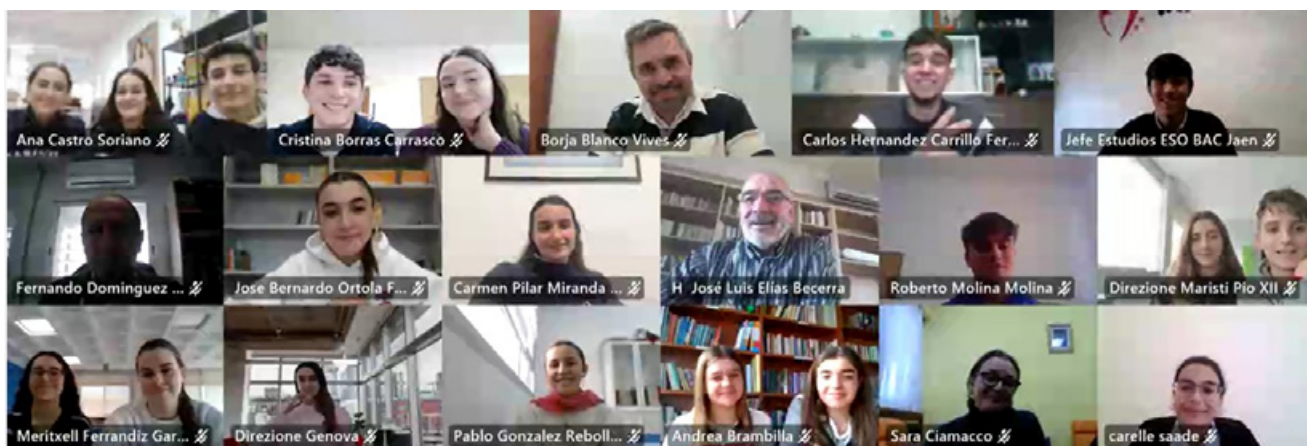 Ana Castro Soriano
Cristina Borras Carrasco
Borja Blanco Vives
Carlos Hernandez Carrillo Fer...
Jefe Estudios ESO BAC Jaen
Fernando Dominguez ...
Jose Bernardo Ortola F...
Carmen Pilar Miranda ...
H José Luis Elías Becerra
Roberto Molina Molina
Direzione Maristi Pio XII
Meritxell Ferrandiz Gar...
Direzione Genova
Pablo Gonzalez Reboll...
Andrea Brambilla
Sara Ciamacco
carelle saade